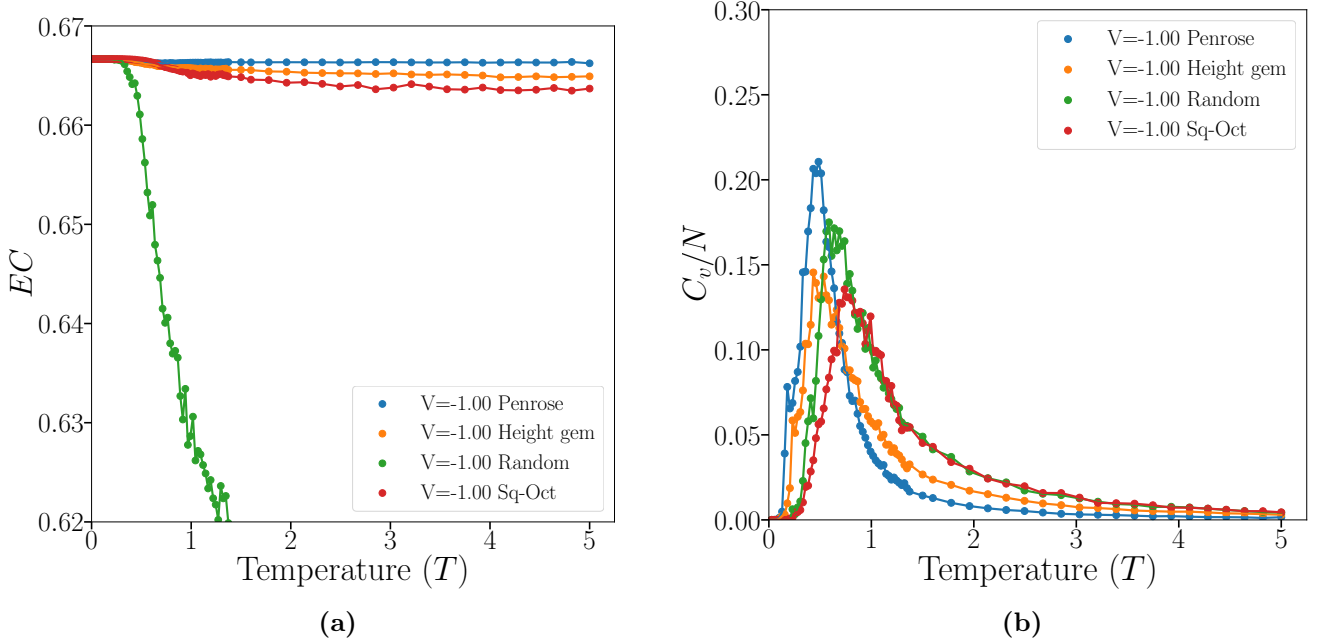 0.67
0.66
0.65
0.64
0.63
0.62
EC
0
1
2
3
4
5
Temperature (T)
V=-1.00 Penrose
V=-1.00 Height gem
V=-1.00 Random
V=-1.00 Sq-Oct
(a)
0.30
0.25
0.20
0.15
0.10
0.05
0.00
C_v/N
0
1
2
3
4
5
Temperature (T)
V=-1.00 Penrose
V=-1.00 Height gem
V=-1.00 Random
V=-1.00 Sq-Oct
(b)